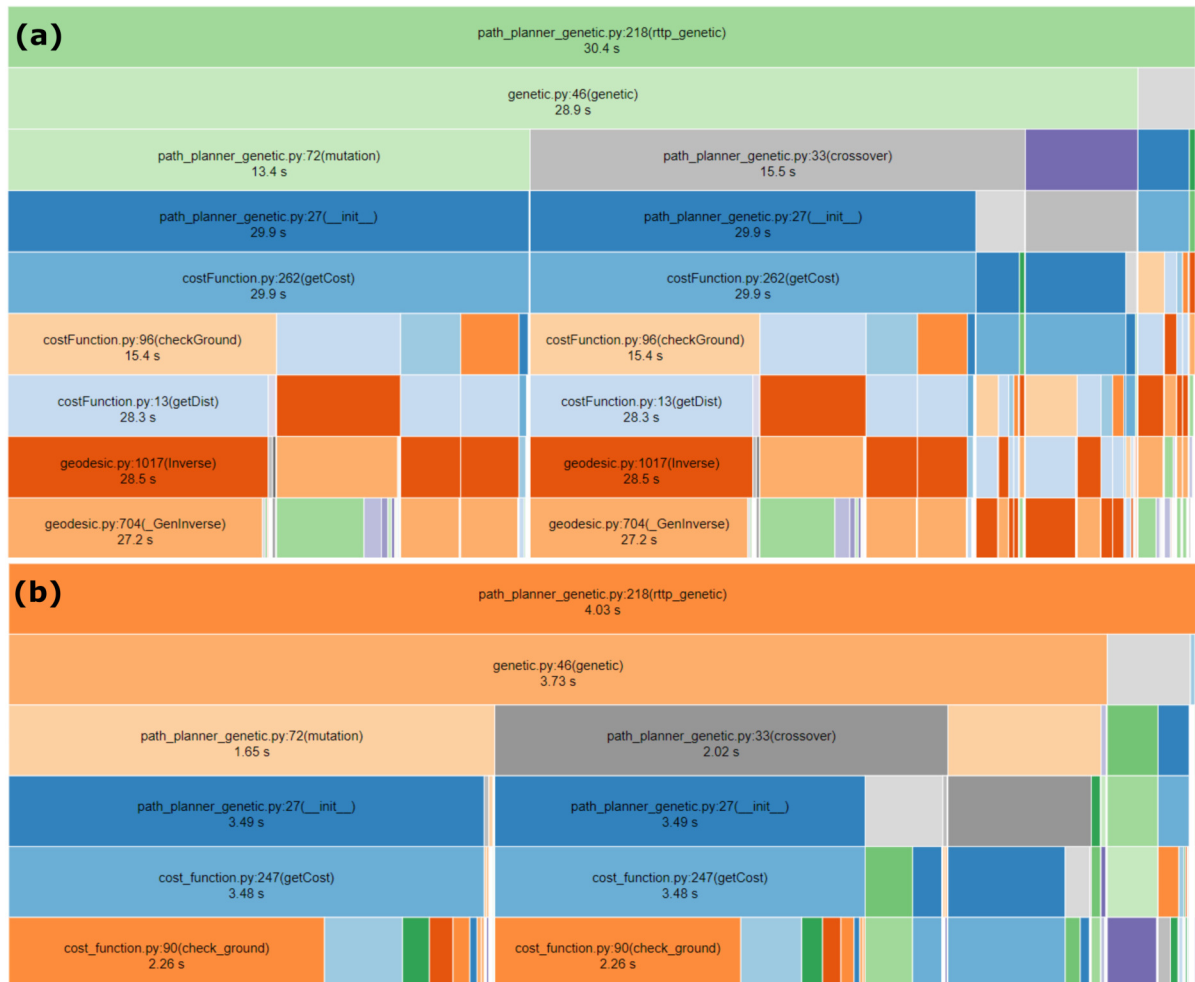 (a)
path_planner_genetic.py:218(rttp_genetic)
30.4 s
genetic.py:46(genetic)
28.9 s
path_planner_genetic.py:72(mutation)
13.4 s
path_planner_genetic.py:33(crossover)
15.5 s
path_planner_genetic.py:27(__init__)
29.9 s
path_planner_genetic.py:27(__init__)
29.9 s
costFunction.py:262(getCost)
29.9 s
costFunction.py:262(getCost)
29.9 s
costFunction.py:96(checkGround)
15.4 s
costFunction.py:96(checkGround)
15.4 s
costFunction.py:13(getDist)
28.3 s
costFunction.py:13(getDist)
28.3 s
geodesic.py:1017(Inverse)
28.5 s
geodesic.py:1017(Inverse)
28.5 s
geodesic.py:704(_GenInverse)
27.2 s
geodesic.py:704(_GenInverse)
27.2 s
(b)
path_planner_genetic.py:218(rttp_genetic)
4.03 s
genetic.py:46(genetic)
3.73 s
path_planner_genetic.py:72(mutation)
1.65 s
path_planner_genetic.py:33(crossover)
2.02 s
path_planner_genetic.py:27(__init__)
3.49 s
path_planner_genetic.py:27(__init__)
3.49 s
cost_function.py:247(getCost)
3.48 s
cost_function.py:247(getCost)
3.48 s
cost_function.py:90(check_ground)
2.26 s
cost_function.py:90(check_ground)
2.26 s